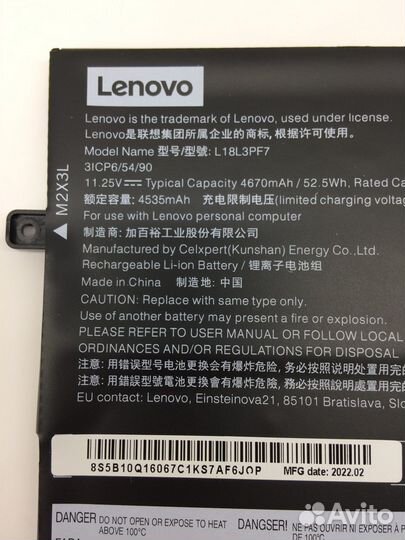 Lenovo
Lenovo is the trademark of Lenovo, used under license.
Lenovo是联想集团所属企业的商标, 根据许可使用。
Model Name 型号/型號: L18L3PF7
3ICP6/54/90
11.25V⎓ Typical Capacity 4670mAh / 52.5Wh, Rated Ca
额定容量 4535mAh 充电限制电压(limited charging voltage
For use with Lenovo personal computer
制造商: 加百裕工业股份有限公司
Manufactured by Celxpert(Kunshan) Energy Co.,Ltd.
Rechargeable Li-ion Battery / 锂离子电池组
Made in China 制造地: 中国
CAUTION: Replace with same type only.
Use of another battery may present a fire or explosion.
PLEASE REFER TO USER MANUAL OR FOLLOW LOCAL
ORDINANCES AND/OR REGULATIONS FOR DISPOSAL
注意: 用错误型号电池更换会有爆炸危险, 务必按照说明处置用完的
注意: 用錯誤型號電池更換會有爆炸危險, 務必按照說明處置用完的
EU contact: Lenovo, Einsteinova21, 85101 Bratislava, Slo
M2X3L
8S5B10Q16067C1KS7AF6JOP MFG date: 2022.02
DANGER DO NOT OPEN OR EXPOSE TO HEAT
ABOVE 100°C
DANGER NE PAS OUVRIR NI
DESSUS DE 100°C
Avito